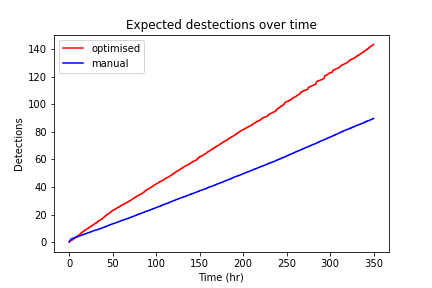 Expected destections over time
optimised
manual
Detections
140
120
100
80
60
40
20
0
0 50 100 150 200 250 300 350
Time (hr)